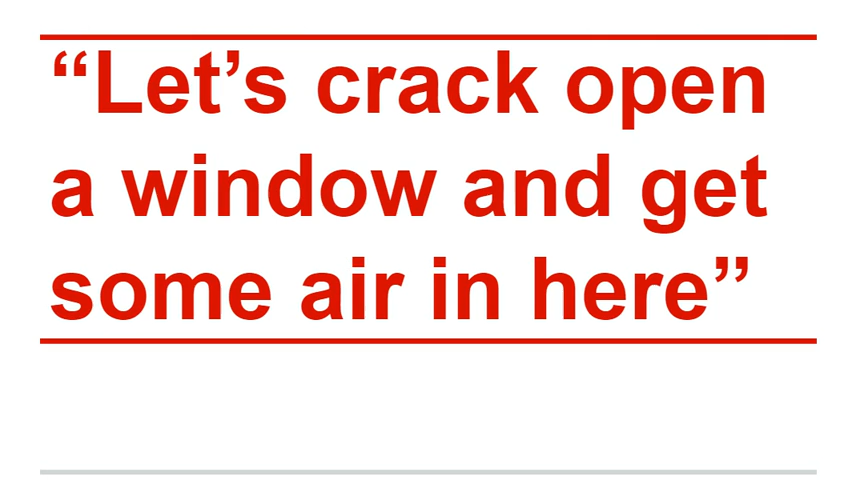 “Let’s crack open
a window and get
some air in here”